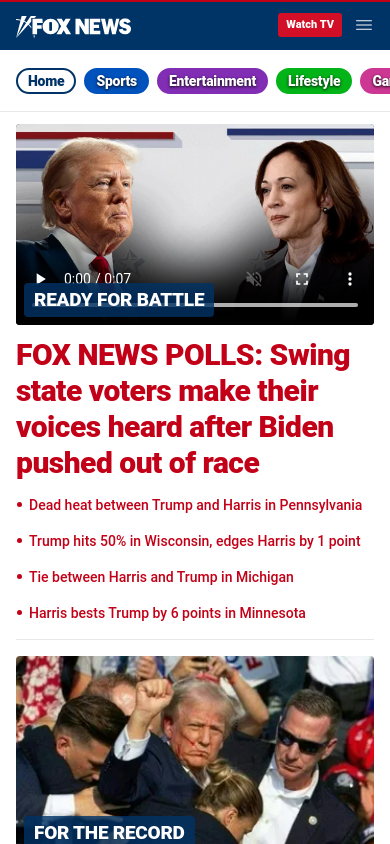 FOX NEWS
Watch TV
Home
Sports
Entertainment
Lifestyle
Ga
0:00 / 0:07
READY FOR BATTLE
FOX NEWS POLLS: Swing
state voters make their
voices heard after Biden
pushed out of race
• Dead heat between Trump and Harris in Pennsylvania
• Trump hits 50% in Wisconsin, edges Harris by 1 point
• Tie between Harris and Trump in Michigan
• Harris bests Trump by 6 points in Minnesota
FOR THE RECORD